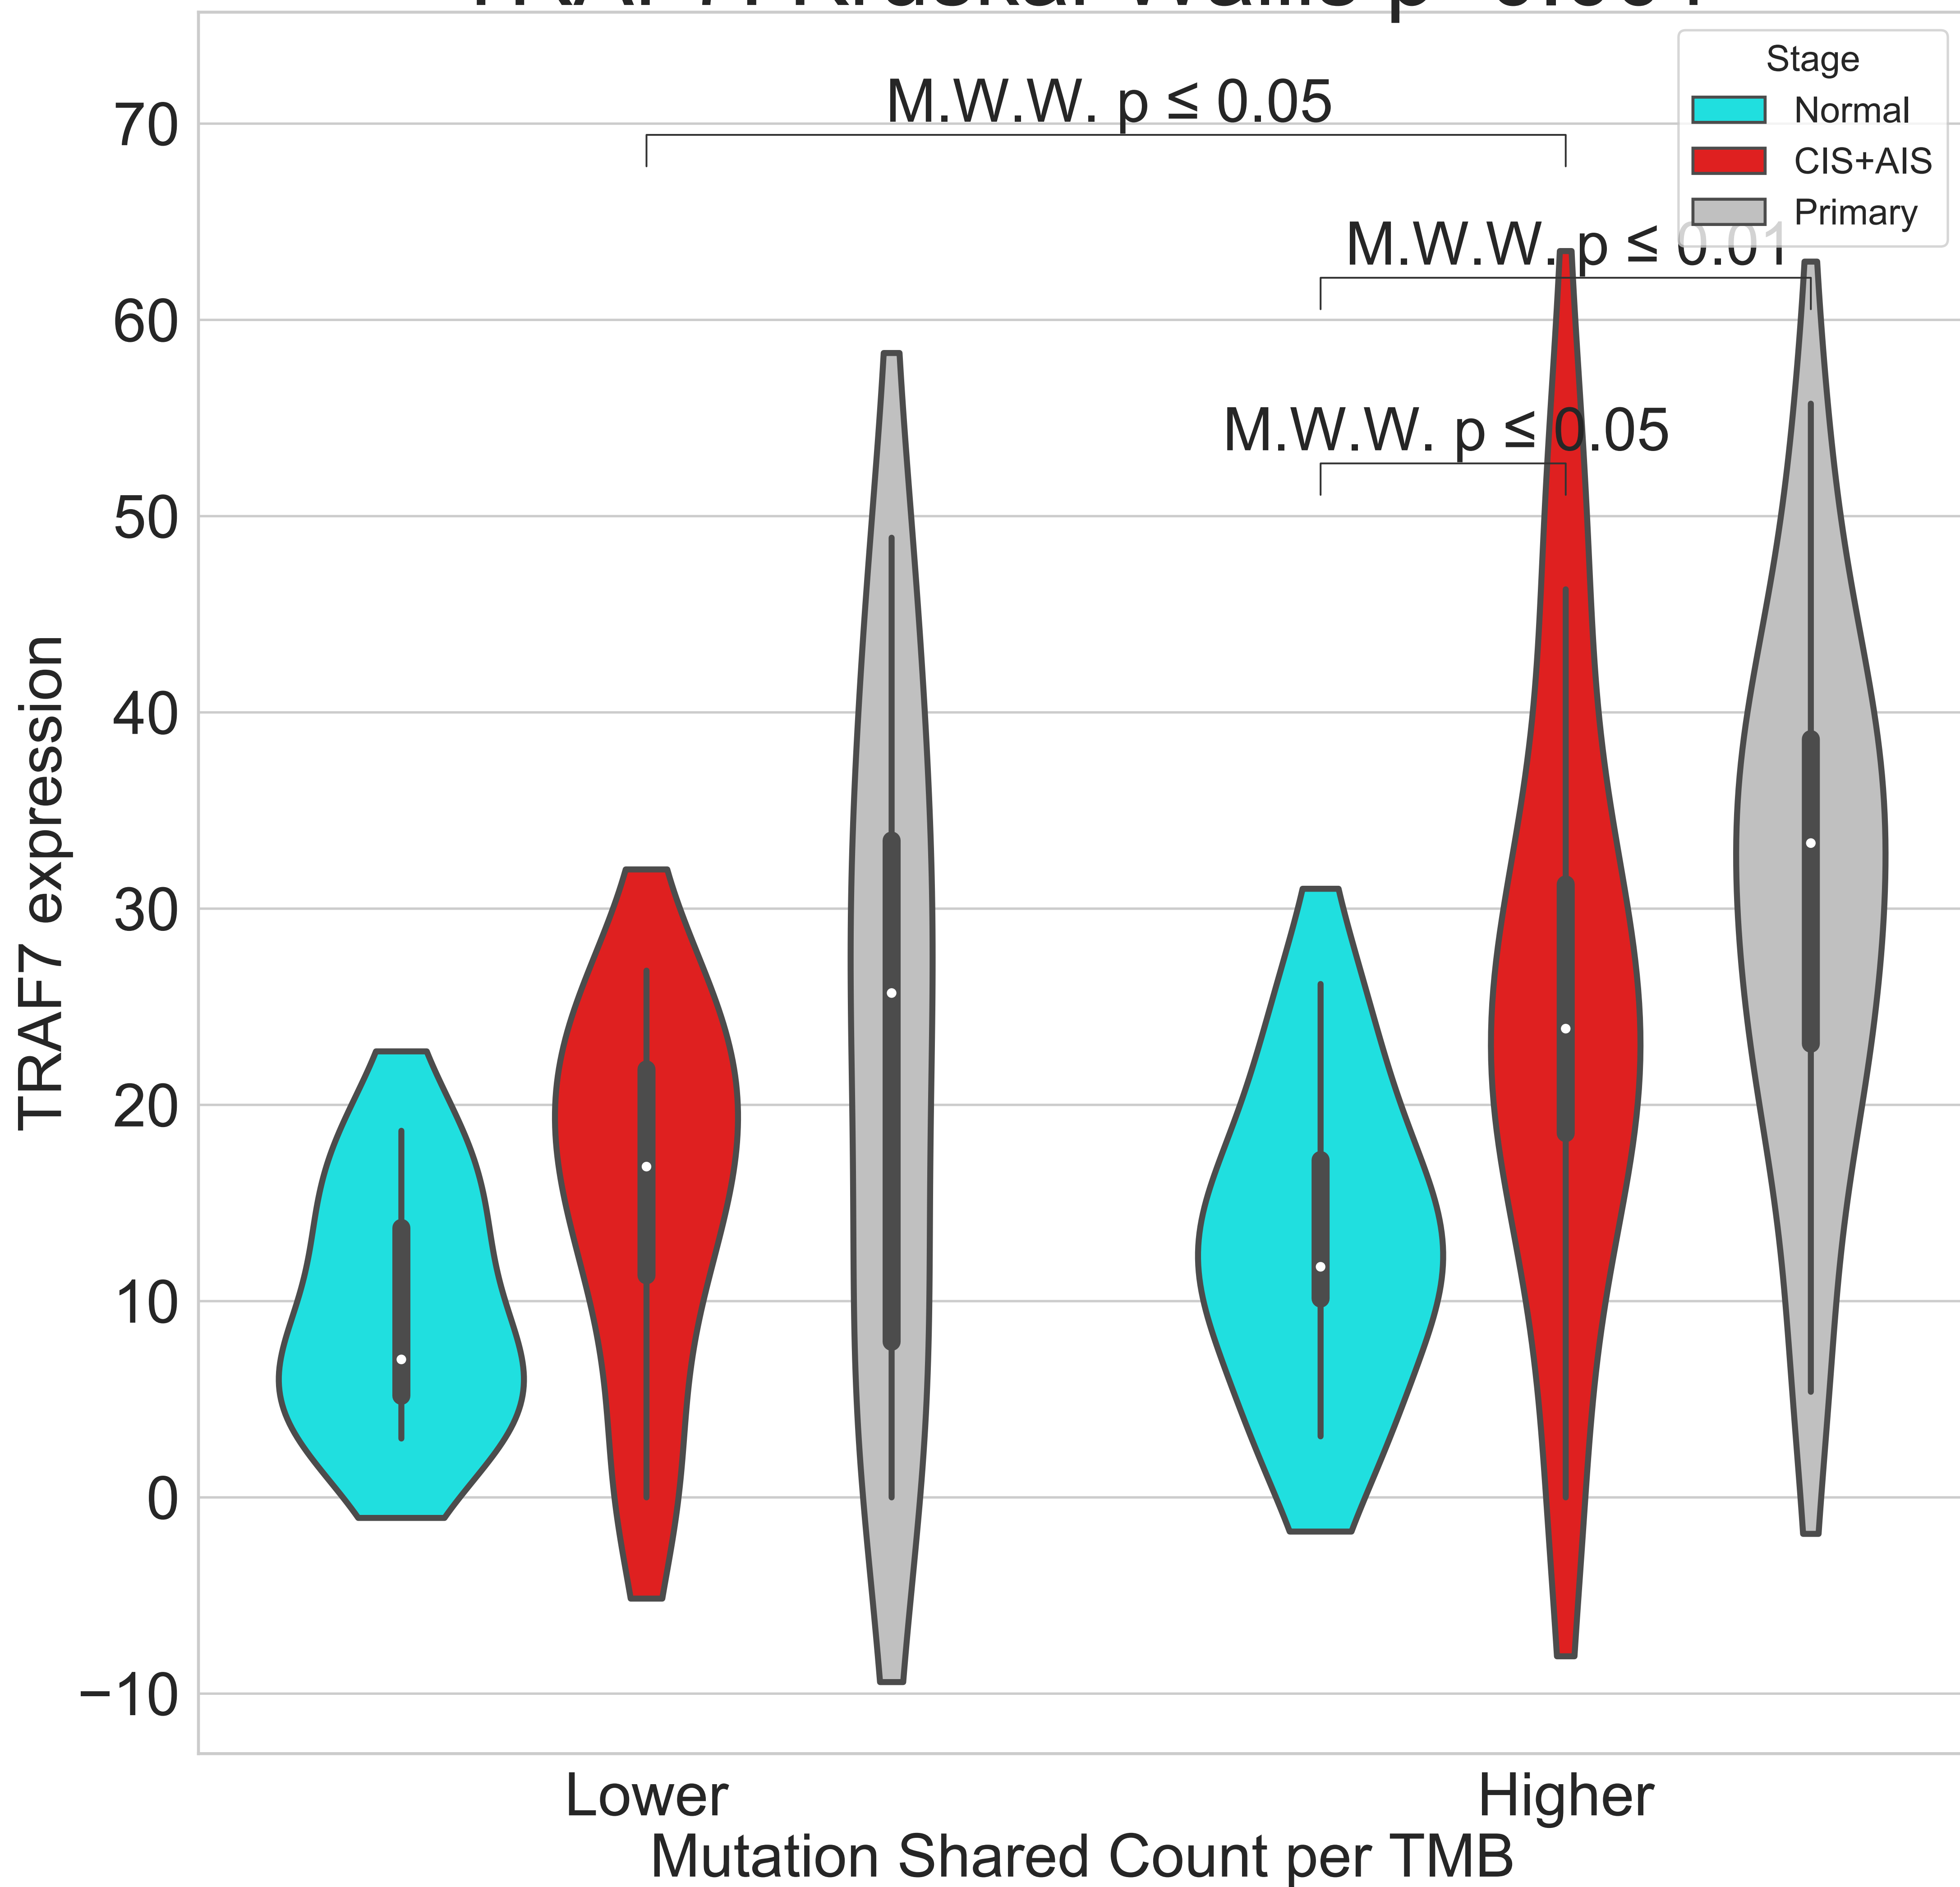 Stage
Normal
CIS+AIS
Primary
M.W.W. p ≤ 0.05
M.W.W. p ≤ 0.01
M.W.W. p ≤ 0.05
70
60
50
40
30
20
10
0
−10
TRAF7 expression
Lower
Higher
Mutation Shared Count per TMB